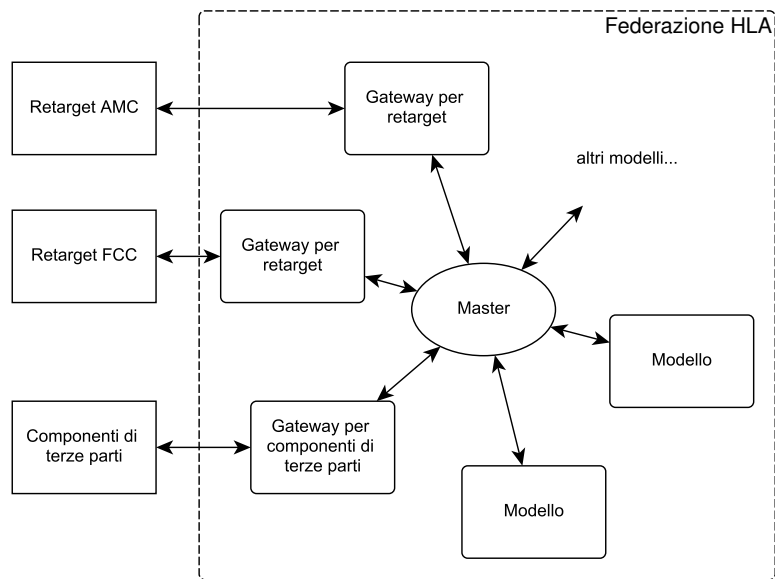 Federazione HLA
Retarget AMC
Gateway per
retarget
altri modelli...
Retarget FCC
Gateway per
retarget
Master
Modello
Componenti di
terze parti
Gateway per
componenti di
terze parti
Modello